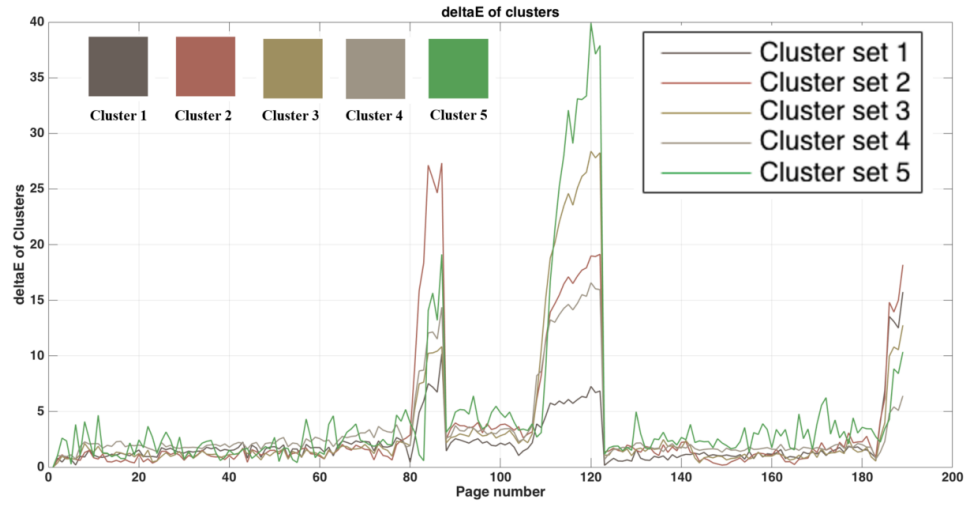 deltaE of clusters
40
35
30
25
20
15
10
5
0
deltaE of Clusters
Cluster 1 Cluster 2 Cluster 3 Cluster 4 Cluster 5
Cluster set 1
Cluster set 2
Cluster set 3
Cluster set 4
Cluster set 5
0 20 40 60 80 100 120 140 160 180 200
Page number